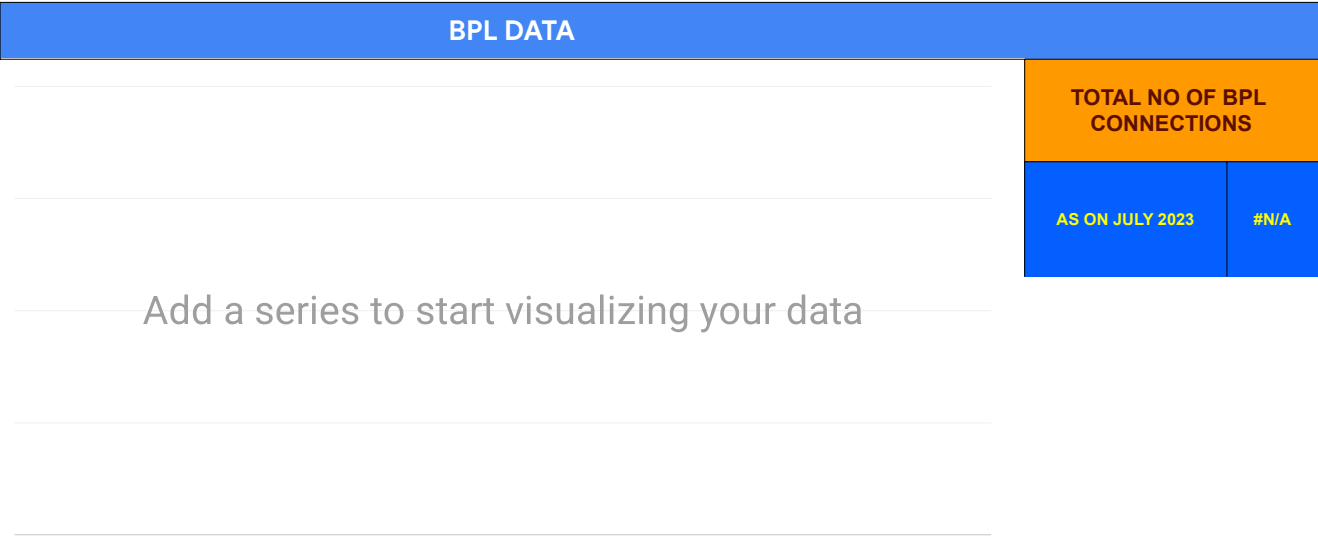 BPL DATA
TOTAL NO OF BPL
CONNECTIONS
AS ON JULY 2023
#N/A
Add a series to start visualizing your data